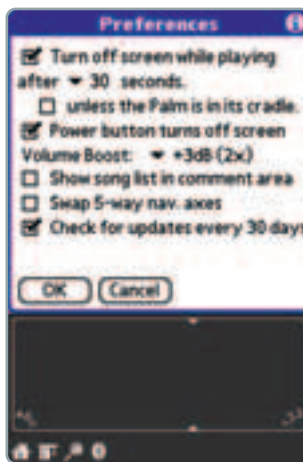 Preferences
Turn off screen while playing
after 30 seconds.
unless the Palm is in its cradle.
Power button turns off screen
Volume Boost: +3dB (2x)
Show song list in comment area
Swap 5-way nav. axes
Check for updates every 30 days
OK Cancel